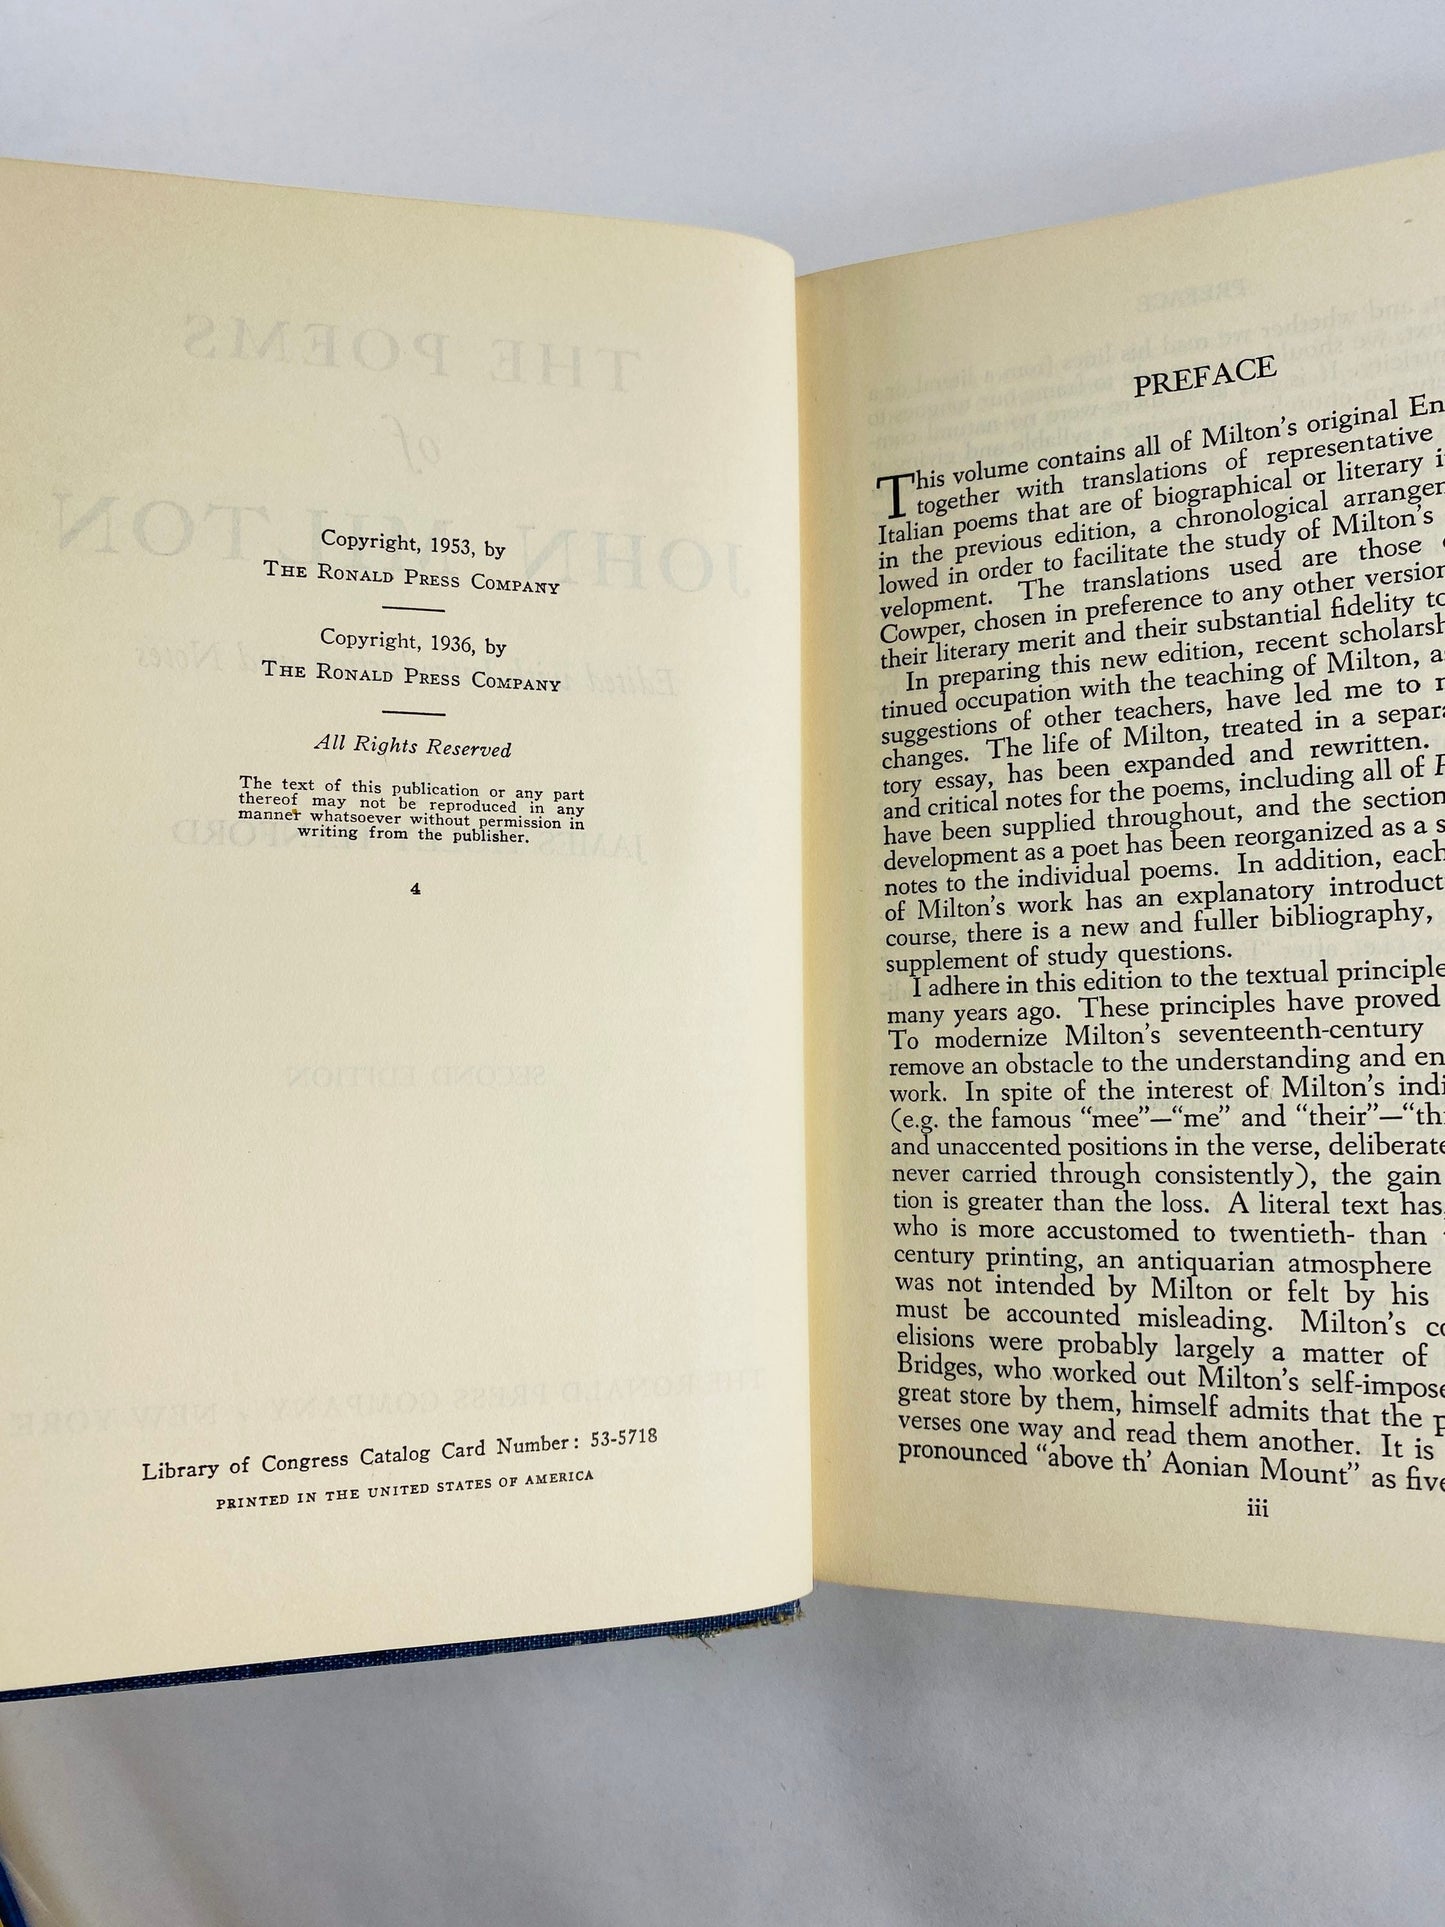 Copyright, 1953, by
THE RONALD PRESS COMPANY
Copyright, 1936, by
THE RONALD PRESS COMPANY
All Rights Reserved
The text of this publication or any part
thereof may not be reproduced in any
manner whatsoever without permission in
writing from the publisher.
4
Library of Congress Catalog Card Number: 53-5718
PRINTED IN THE UNITED STATES OF AMERICA
PREFACE
This volume contains all of Milton's original En
together with translations of representative
Italian poems that are of biographical or literary i
in the previous edition, a chronological arrangem
lowed in order to facilitate the study of Milton's
velopment. The translations used are those
Cowper, chosen in preference to any other version
their literary merit and their substantial fidelity to
In preparing this new edition, recent scholarsh
tinued occupation with the teaching of Milton, a
suggestions of other teachers, have led me to
changes. The life of Milton, treated in a separa
tory essay, has been expanded and rewritten.
and critical notes for the poems, including all of P
have been supplied throughout, and the section
development as a poet has been reorganized as a s
notes to the individual poems. In addition, each
of Milton's work has an explanatory introduct
course, there is a new and fuller bibliography,
supplement of study questions.
I adhere in this edition to the textual principle
many years ago. These principles have proved
To modernize Milton's seventeenth-century
remove an obstacle to the understanding and en
work. In spite of the interest of Milton's indi
(e.g. the famous “mee”—“me” and “their”—“th
and unaccented positions in the verse, deliberate
never carried through consistently), the gain
tion is greater than the loss. A literal text has,
who is more accustomed to twentieth- than
century printing, an antiquarian atmosphere
was not intended by Milton or felt by his
must be accounted misleading. Milton's co
elisions were probably largely a matter of
Bridges, who worked out Milton's self-impose
great store by them, himself admits that the p
verses one way and read them another. It is
pronounced “above th' Aonian Mount” as five
iii